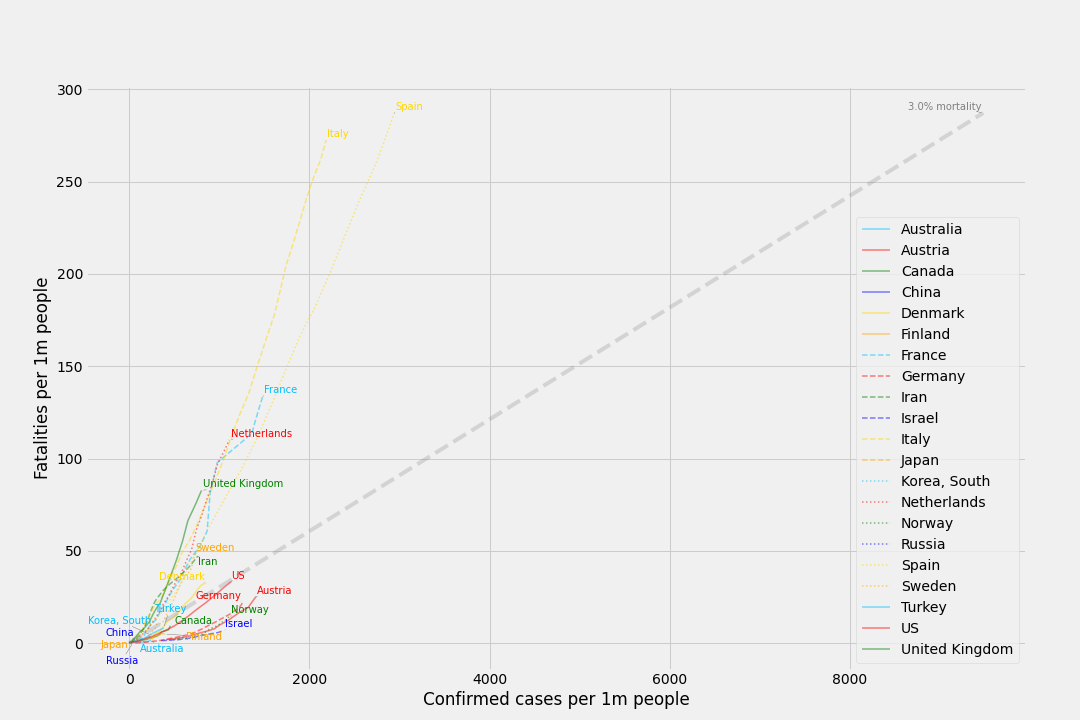 300
250
200
150
100
50
0
Fatalities per 1m people
0
2000
4000
6000
8000
Confirmed cases per 1m people
3.0% mortality
Spain
Italy
France
Netherlands
United Kingdom
Sweden
Iran
Denmark
US
Austria
Germany
Turkey
Norway
Korea, South
Canada
Israel
China
Finland
Japan
Australia
Russia
Australia
Austria
Canada
China
Denmark
Finland
France
Germany
Iran
Israel
Italy
Japan
Korea, South
Netherlands
Norway
Russia
Spain
Sweden
Turkey
US
United Kingdom